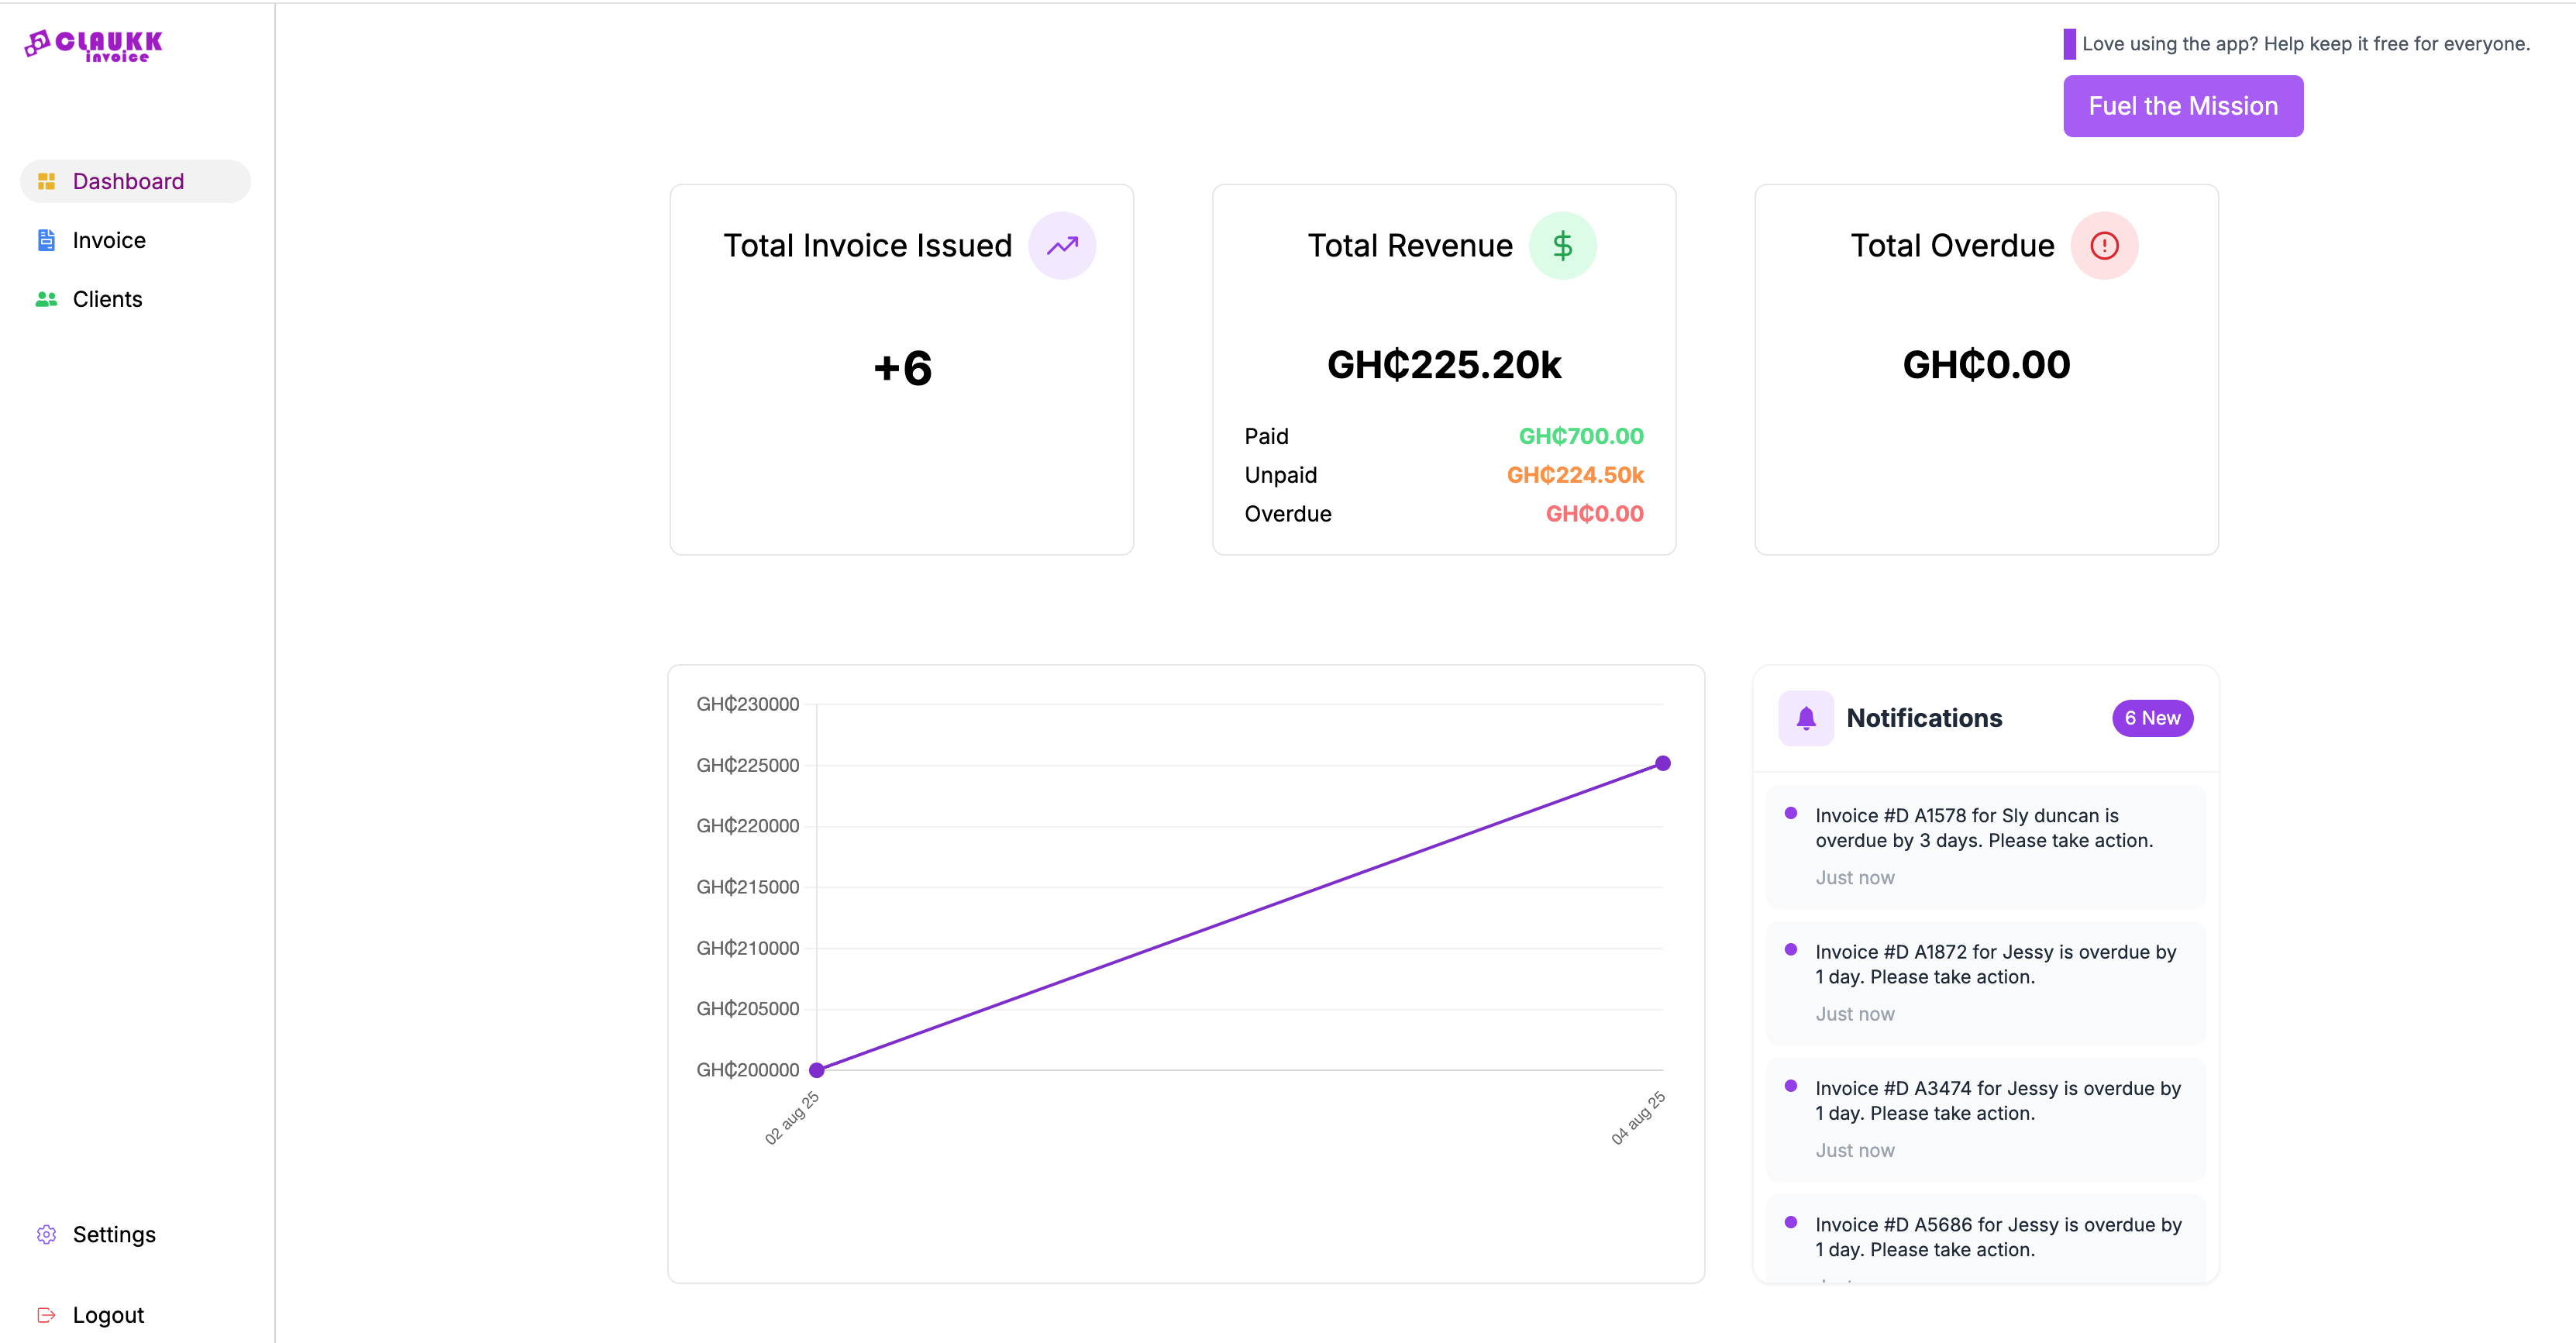 CLAUKK
invoice
Love using the app? Help keep it free for everyone.
Fuel the Mission
Dashboard
Invoice
Clients
Settings
Logout
Total Invoice Issued
+6
Total Revenue
GH₵225.20k
Paid GH₵700.00
Unpaid GH₵224.50k
Overdue GH₵0.00
Total Overdue
GH₵0.00
GH₵230000
GH₵225000
GH₵220000
GH₵215000
GH₵210000
GH₵205000
GH₵200000
02 aug 25
04 aug 25
Notifications
6 New
Invoice #D A1578 for Sly duncan is
overdue by 3 days. Please take action.
Just now
Invoice #D A1872 for Jessy is overdue by
1 day. Please take action.
Just now
Invoice #D A3474 for Jessy is overdue by
1 day. Please take action.
Just now
Invoice #D A5686 for Jessy is overdue by
1 day. Please take action.